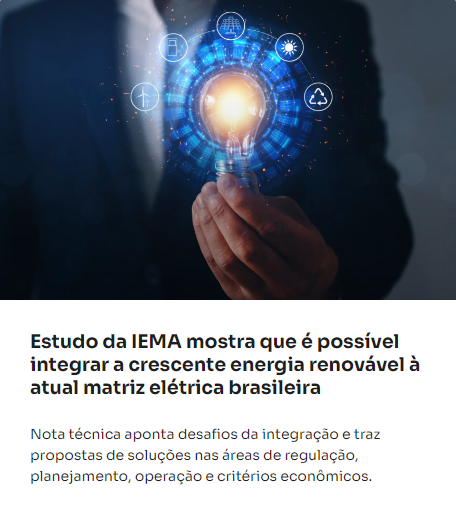 Estudo da IEMA mostra que é possível
integrar a crescente energia renovável à
atual matriz elétrica brasileira
Nota técnica aponta desafios da integração e traz
propostas de soluções nas áreas de regulação,
planejamento, operação e critérios econômicos.